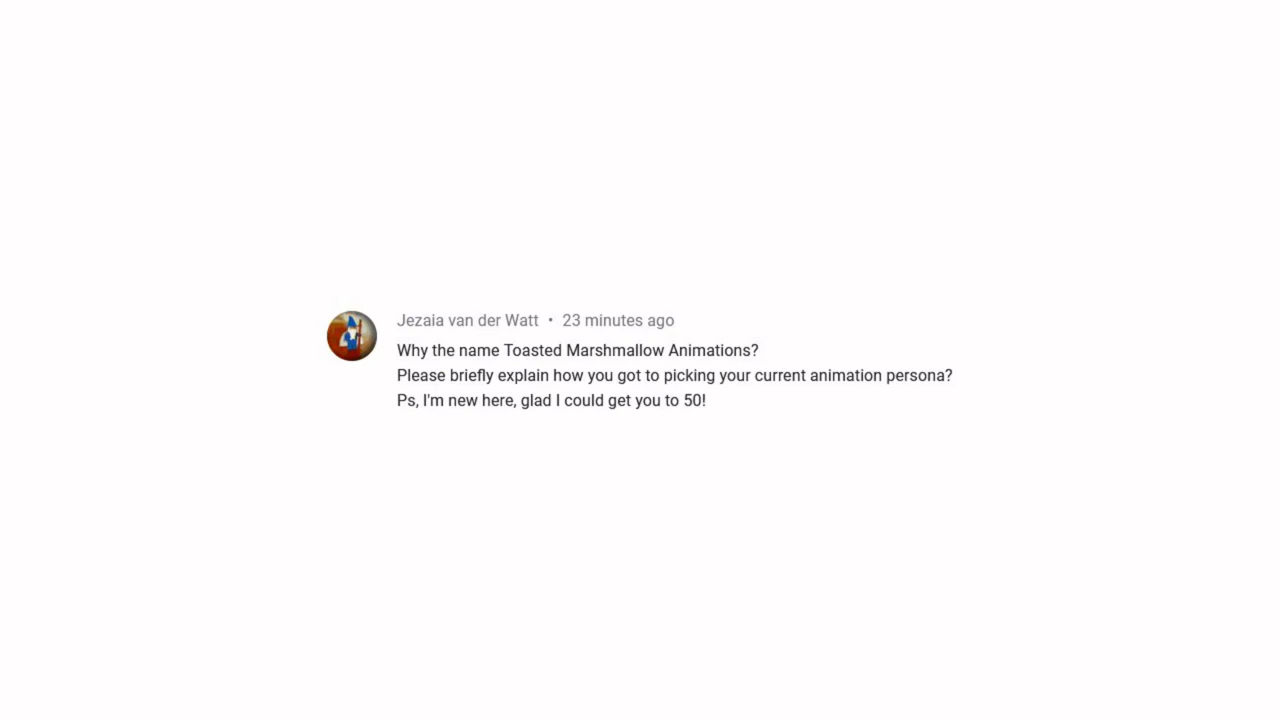 Jezaia van der Watt • 23 minutes ago
Why the name Toasted Marshmallow Animations?
Please briefly explain how you got to picking your current animation persona?
Ps, I'm new here, glad I could get you to 50!